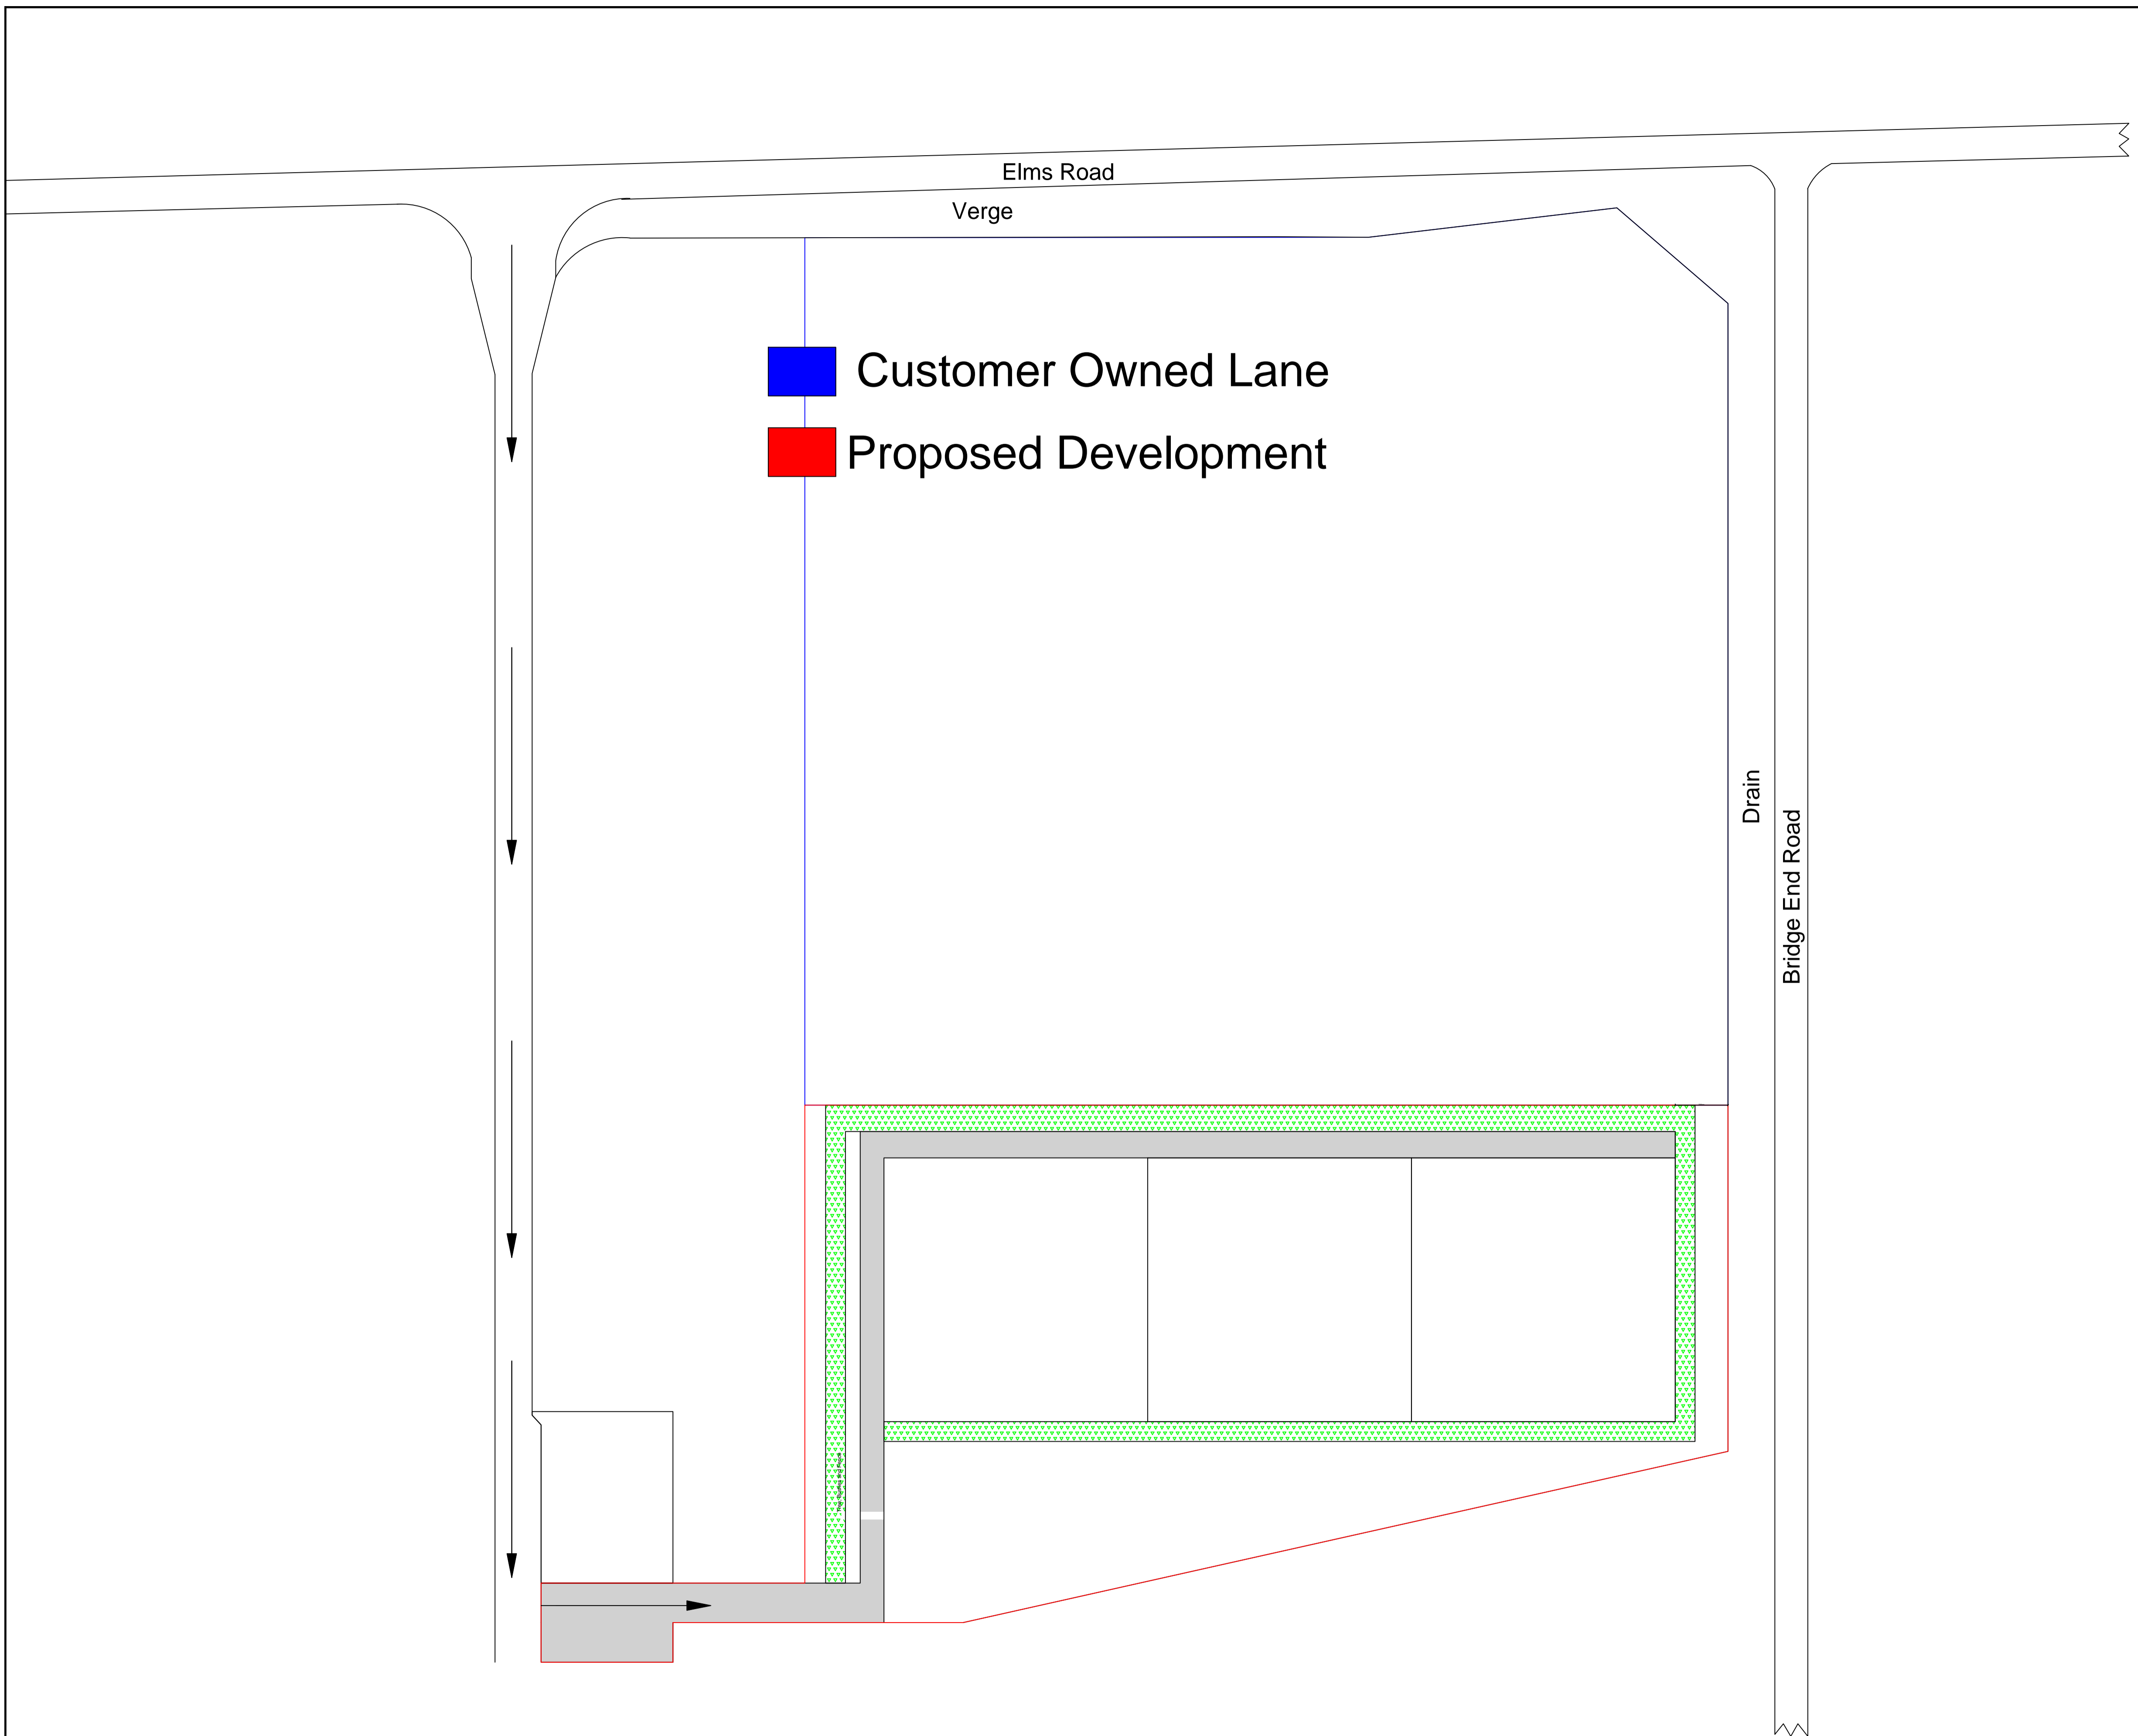 Elms Road
Verge
Customer Owned Lane
Proposed Development
Drain
Bridge End Road